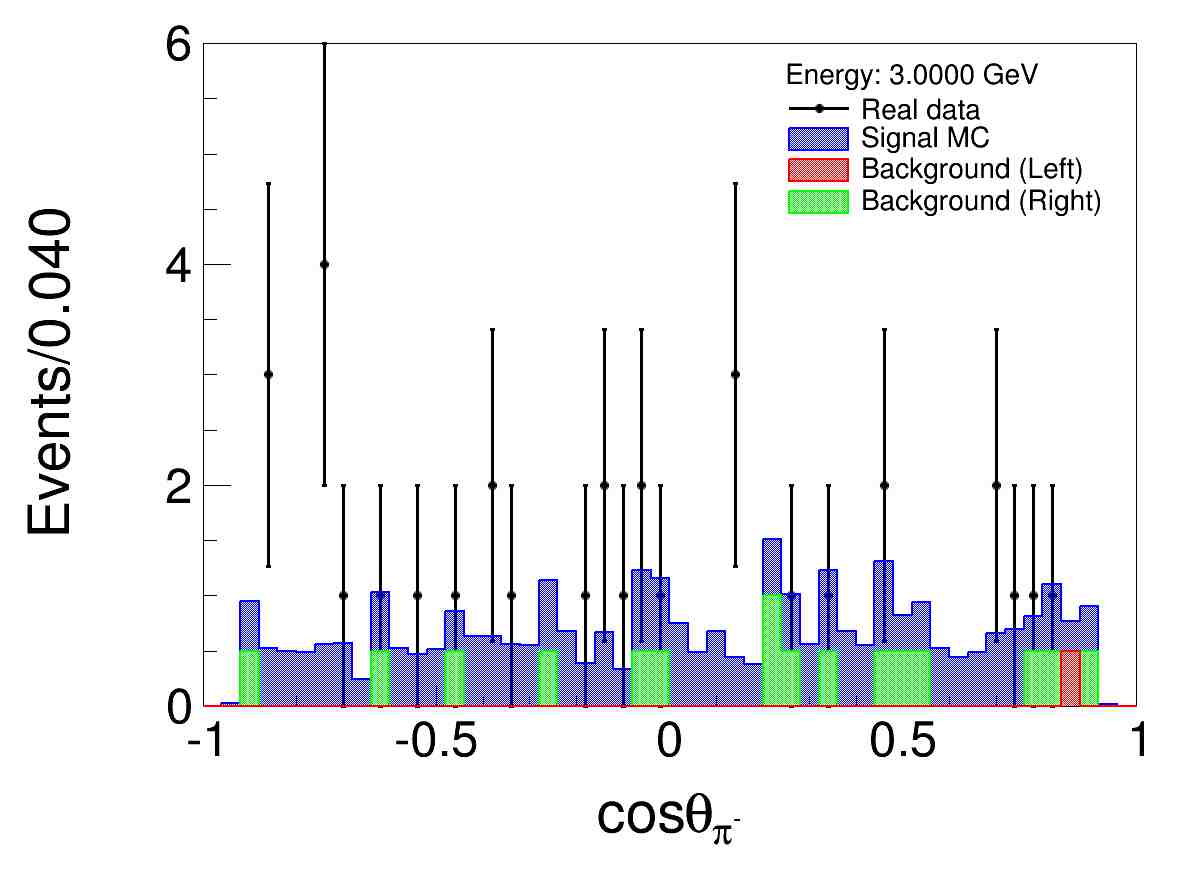 Energy: 3.0000 GeV
Real data
Signal MC
Background (Left)
Background (Right)
Events/0.040
6
4
2
0
-1
-0.5
0
0.5
1
cosθπ-